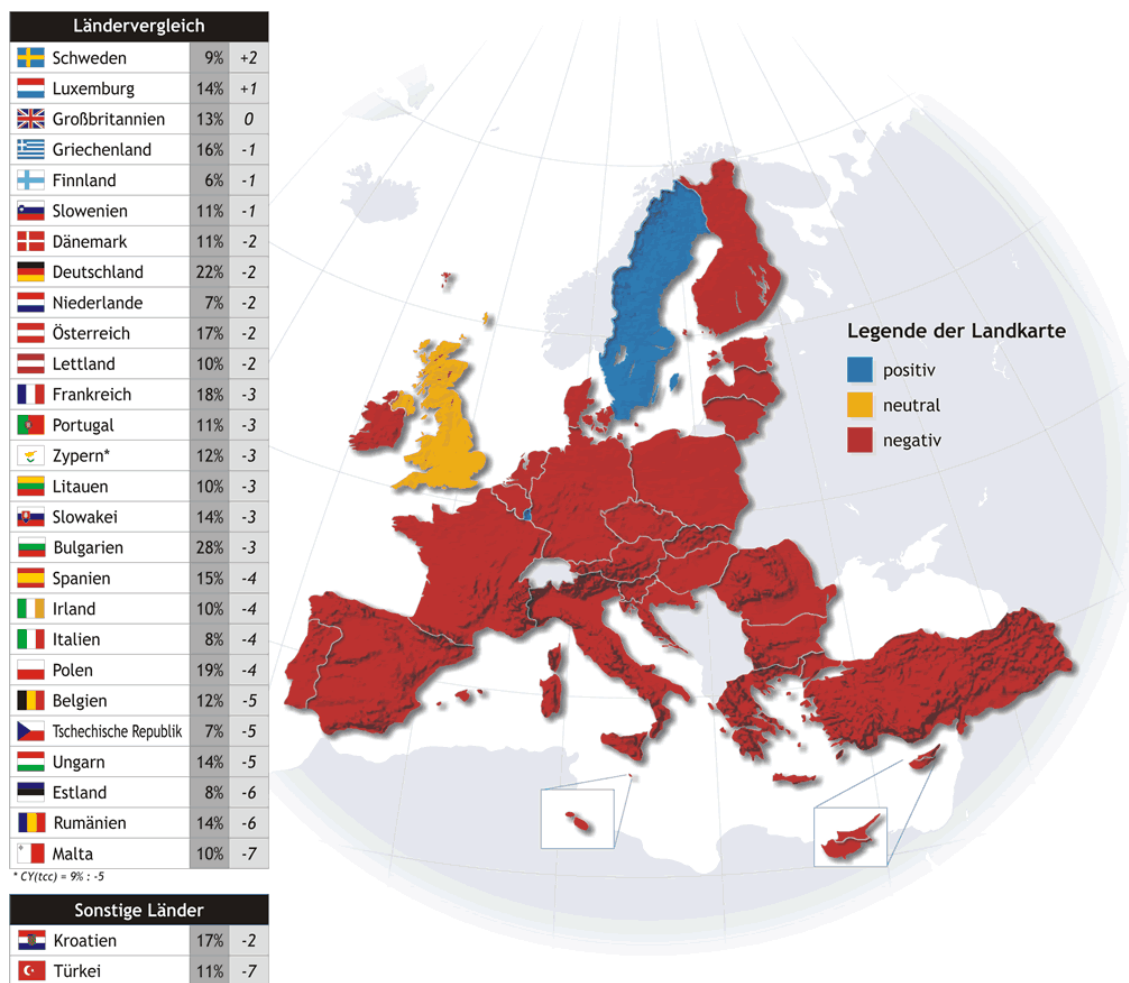 Ländervergleich
Schweden 9% +2
Luxemburg 14% +1
Großbritannien 13% 0
Griechenland 16% -1
Finnland 6% -1
Slowenien 11% -1
Dänemark 11% -2
Deutschland 22% -2
Niederlande 7% -2
Österreich 17% -2
Lettland 10% -2
Frankreich 18% -3
Portugal 11% -3
Zypern* 12% -3
Litauen 10% -3
Slowakei 14% -3
Bulgarien 28% -3
Spanien 15% -4
Irland 10% -4
Italien 8% -4
Polen 19% -4
Belgien 12% -5
Tschechische Republik 7% -5
Ungarn 14% -5
Estland 8% -6
Rumänien 14% -6
Malta 10% -7
* CY(tcc) = 9% : -5
Sonstige Länder
Kroatien 17% -2
Türkei 11% -7
Legende der Landkarte
positiv
neutral
negativ